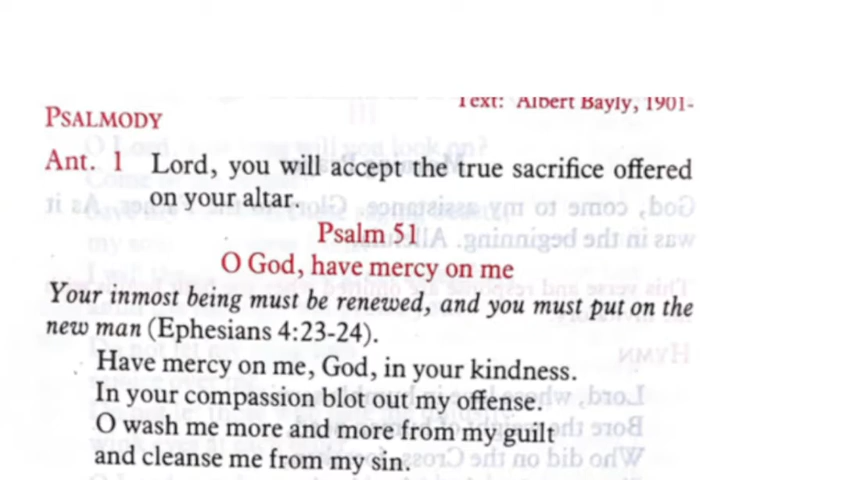 Text: Albert Bayly, 1901-
PSALMODY
Ant. 1 Lord, you will accept the true sacrifice offered
on your altar.
Psalm 51
O God, have mercy on me
Your inmost being must be renewed, and you must put on the
new man (Ephesians 4:23-24).
Have mercy on me, God, in your kindness.
In your compassion blot out my offense.
O wash me more and more from my guilt
and cleanse me from my sin.